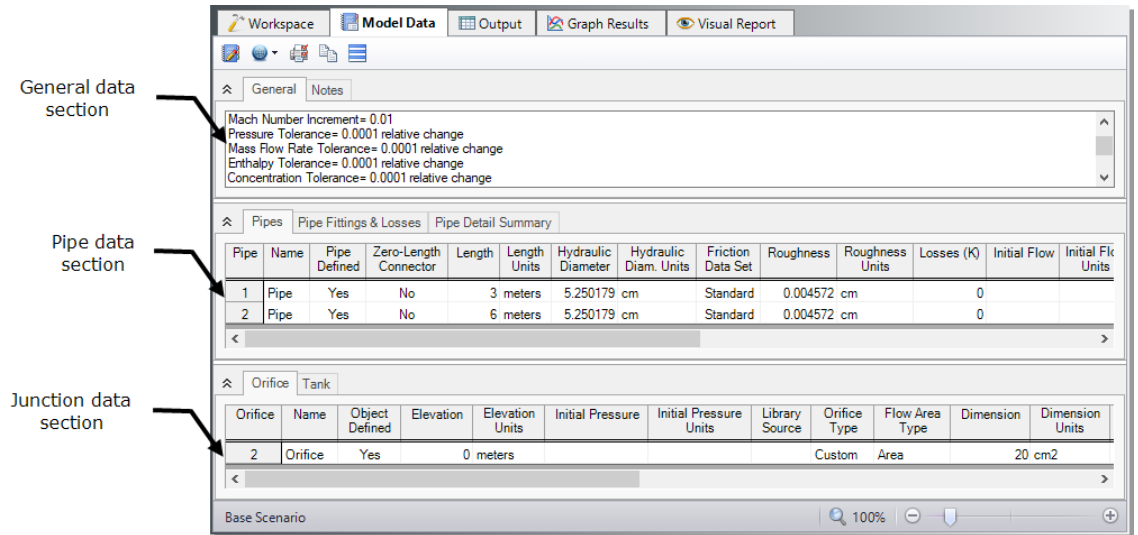 Workspace Model Data Output Graph Results Visual Report
General data
section
General Notes
Mach Number Increment= 0.01
Pressure Tolerance= 0.0001 relative change
Mass Flow Rate Tolerance= 0.0001 relative change
Enthalpy Tolerance= 0.0001 relative change
Concentration Tolerance= 0.0001 relative change
Pipe data
section
Pipes Pipe Fittings & Losses Pipe Detail Summary
Pipe Name Pipe Defined Zero-Length Connector Length Length Units Hydraulic Diameter Hydraulic Diam. Units Friction Data Set Roughness Roughness Units Losses (K) Initial Flow Initial Flo Units
1 Pipe Yes No 3 meters 5.250179 cm Standard 0.004572 cm 0
2 Pipe Yes No 6 meters 5.250179 cm Standard 0.004572 cm 0
Junction data
section
Orifice Tank
Orifice Name Object Defined Elevation Elevation Units Initial Pressure Initial Pressure Units Library Source Orifice Type Flow Area Type Dimension Dimension Units
2 Orifice Yes 0 meters Custom Area 20 cm2
Base Scenario 100%